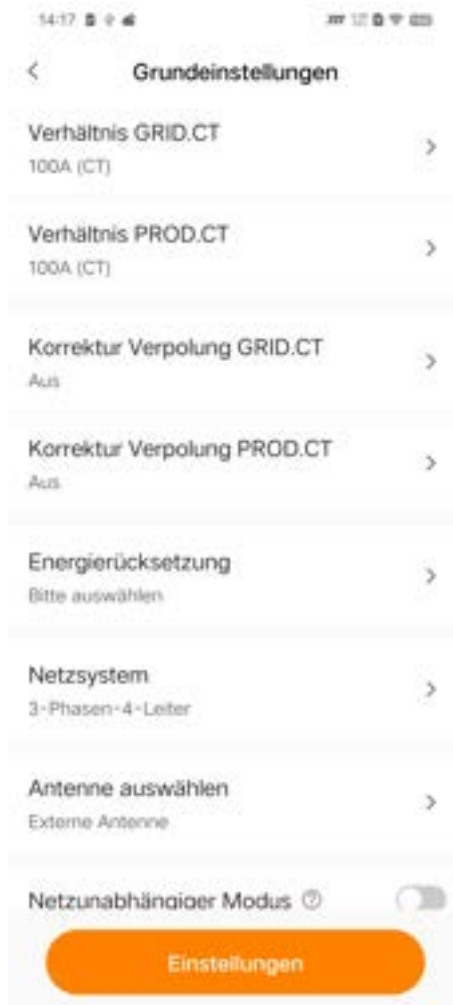 14:17
Grundeinstellungen
Verhältnis GRID.CT
100A (CT)
Verhältnis PROD.CT
100A (CT)
Korrektur Verpolung GRID.CT
Aus
Korrektur Verpolung PROD.CT
Aus
Energierücksetzung
Bitte auswählen
Netzsystem
3-Phasen-4-Leiter
Antenne auswählen
Externe Antenne
Netzunabhängiger Modus
Einstellungen